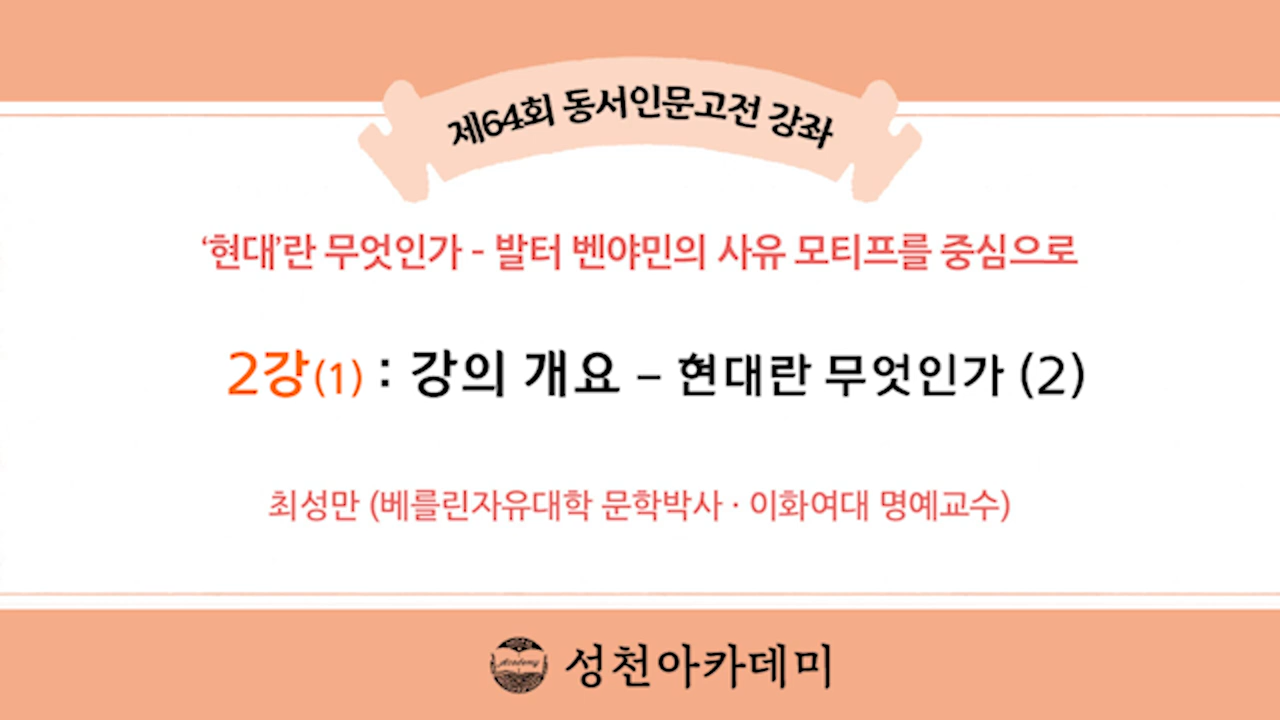 제64회 동서인문고전 강좌
‘현대’란 무엇인가 - 발터 벤야민의 사유 모티프를 중심으로
2강(1) : 강의 개요 – 현대란 무엇인가 (2)
최성만 (베를린자유대학 문학박사 · 이화여대 명예교수)
Academy 성천아카데미